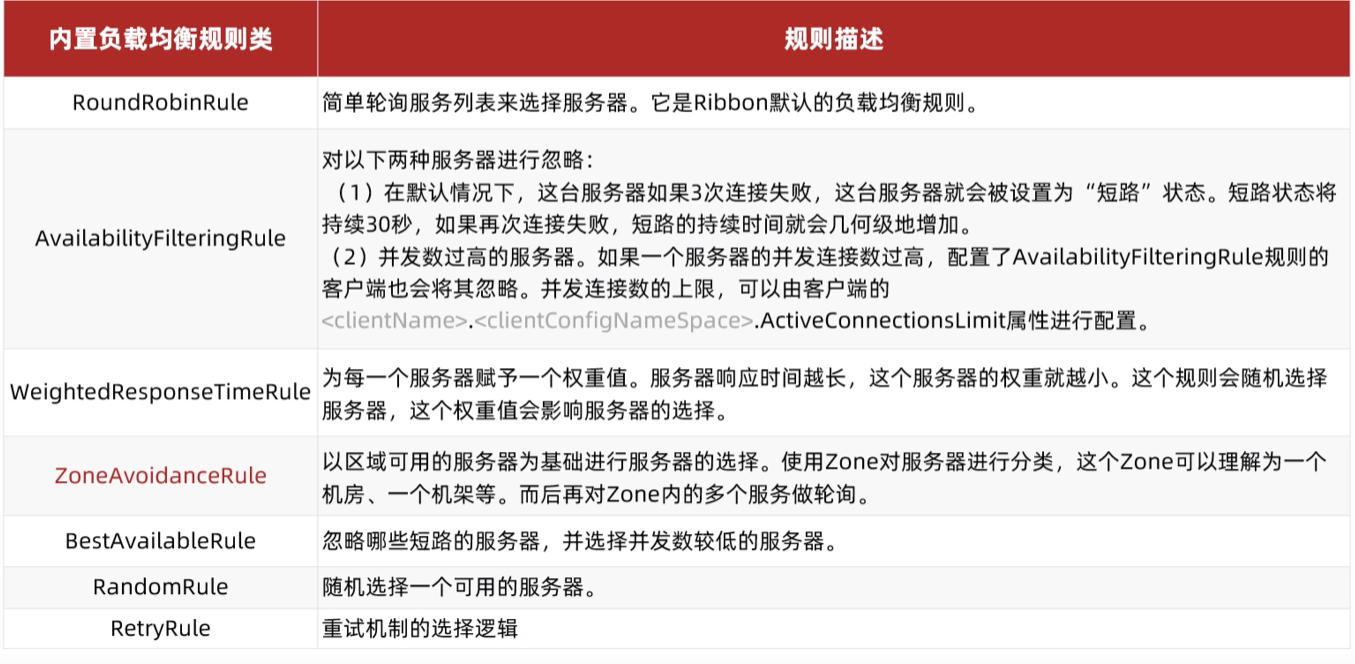 内置负载均衡规则类
规则描述
RoundRobinRule
简单轮询服务列表来选择服务器。它是Ribbon默认的负载均衡规则。
AvailabilityFilteringRule
对以下两种服务器进行忽略：
（1）在默认情况下，这台服务器如果3次连接失败，这台服务器就会被设置为“短路”状态。短路状态将
持续30秒，如果再次连接失败，短路的持续时间就会几何级地增加。
（2）并发数过高的服务器。如果一个服务器的并发连接数过高，配置了AvailabilityFilteringRule规则的
客户端也会将其忽略。并发连接数的上限，可以由客户端的
<clientName>.<clientConfigNameSpace>.ActiveConnectionsLimit属性进行配置。
WeightedResponseTimeRule
为每一个服务器赋予一个权重值。服务器响应时间越长，这个服务器的权重就越小。这个规则会随机选择
服务器，这个权重值会影响服务器的选择。
ZoneAvoidanceRule
以区域可用的服务器为基础进行服务器的选择。使用Zone对服务器进行分类，这个Zone可以理解为一个
机房、一个机架等。而后再对Zone内的多个服务做轮询。
BestAvailableRule
忽略哪些短路的服务器，并选择并发数较低的服务器。
RandomRule
随机选择一个可用的服务器。
RetryRule
重试机制的选择逻辑